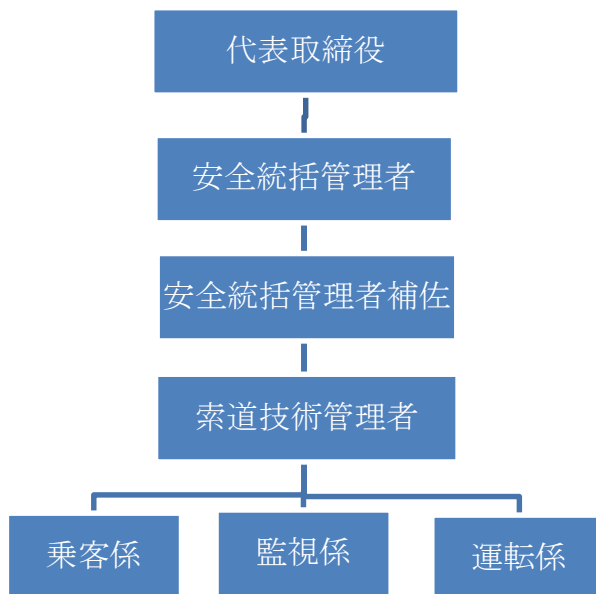 代表取締役
安全統括管理者
安全統括管理者補佐
索道技術管理者
乗客係
監視係
運転係